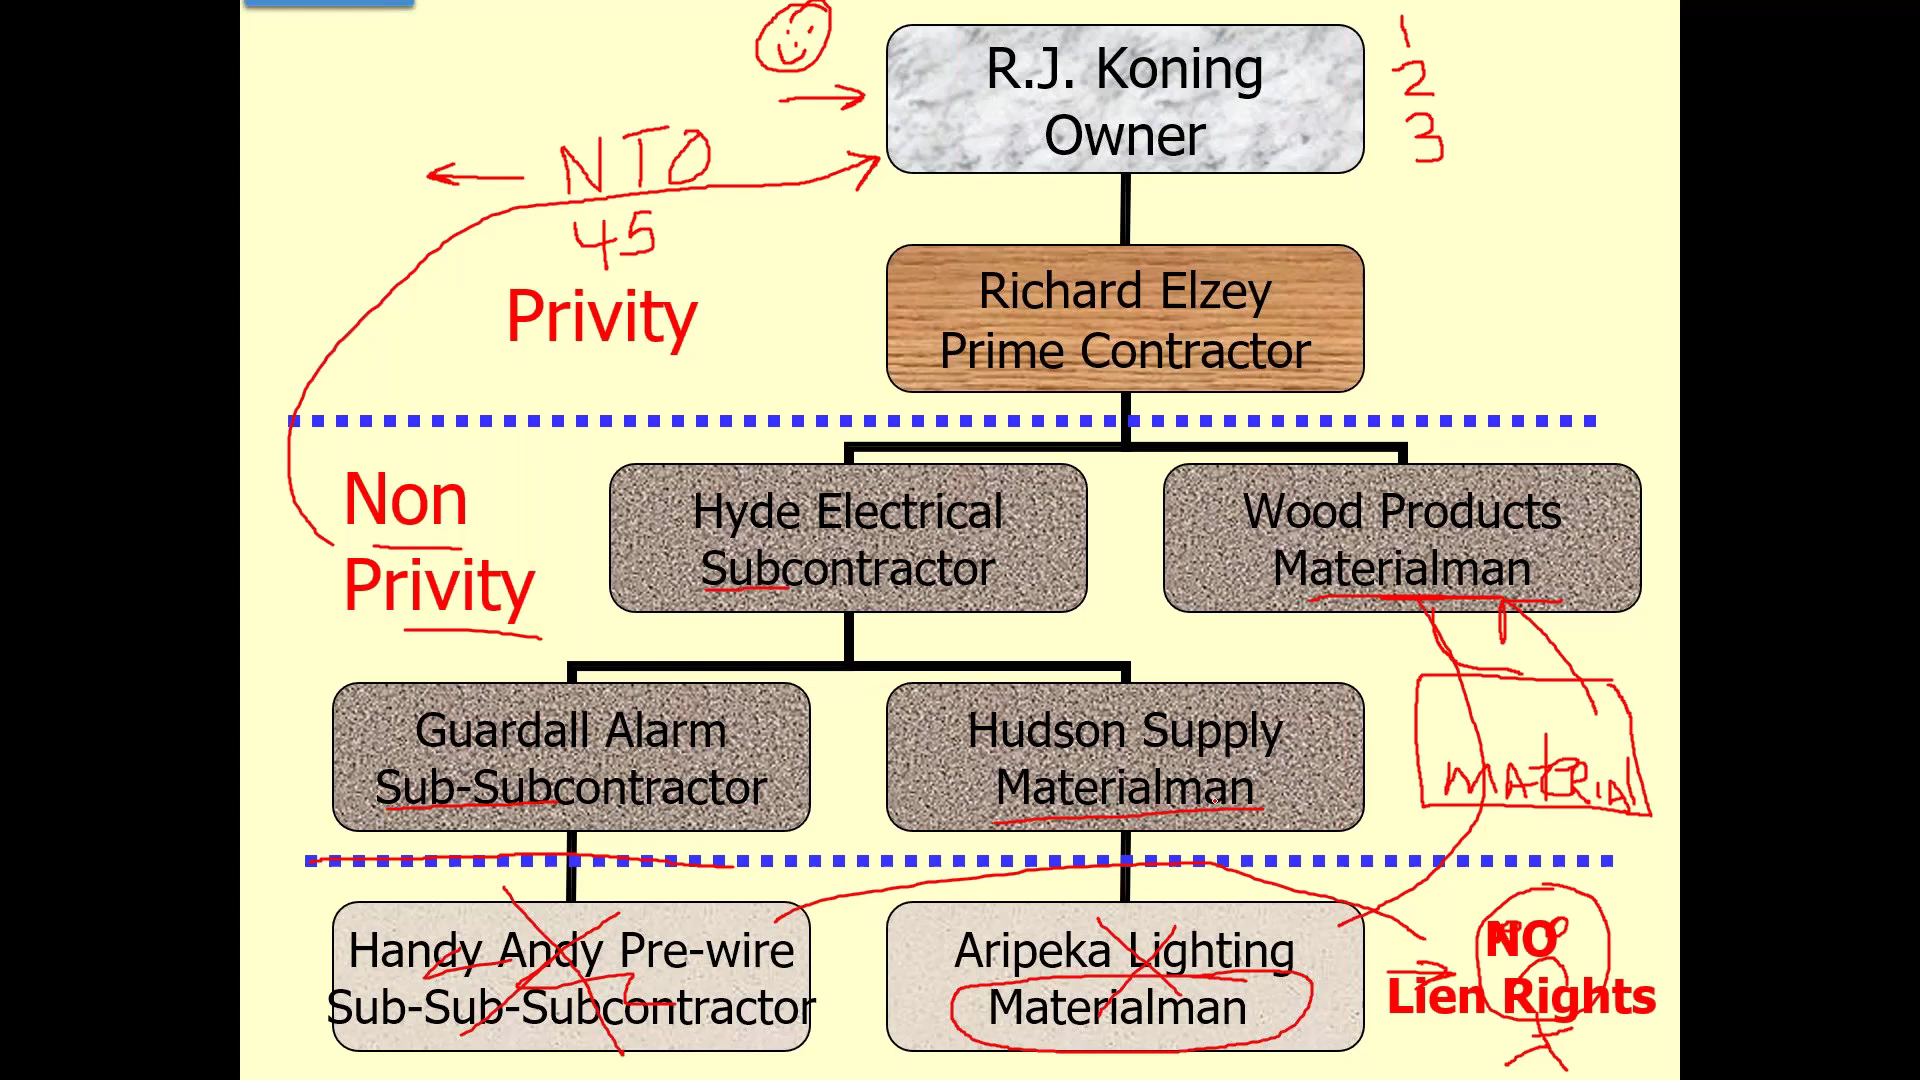 R.J. Koning
Owner
1
2
3
NTO
45
Richard Elzey
Prime Contractor
Privity
Non
Privity
Hyde Electrical
Subcontractor
Wood Products
Materialman
Guardall Alarm
Sub-Subcontractor
Hudson Supply
Materialman
MATERIAL
Handy Andy Pre-wire
Sub-Sub-Subcontractor
Aripeka Lighting
Materialman
NO
Lien Rights